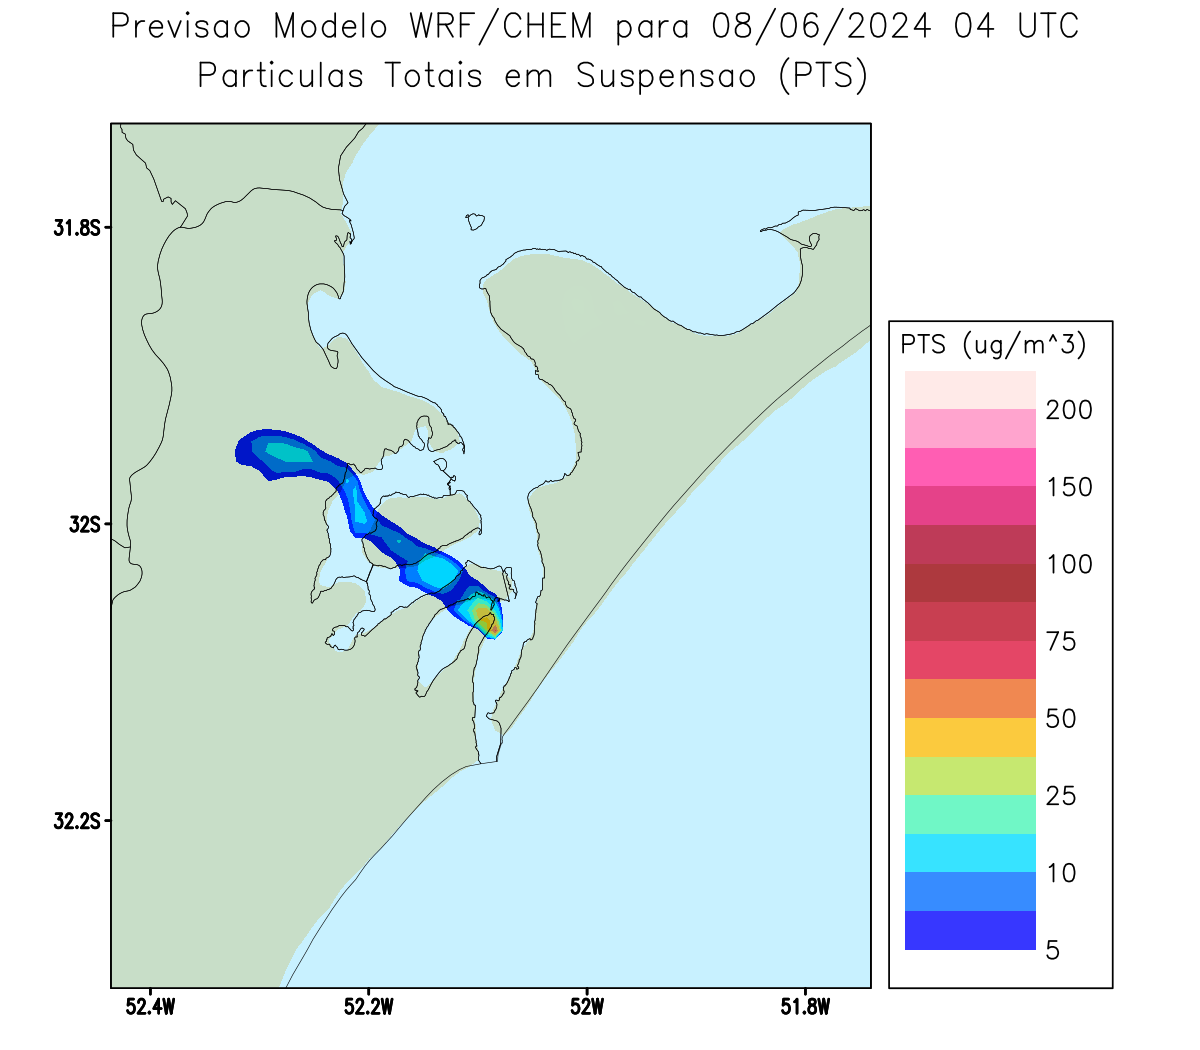 Previsao Modelo WRF/CHEM para 08/06/2024 04 UTC
Particulas Totais em Suspensao (PTS)
31.8S
32S
32.2S
52.4W 52.2W 52W 51.8W
PTS (ug/m^3)
200
150
100
75
50
25
10
5